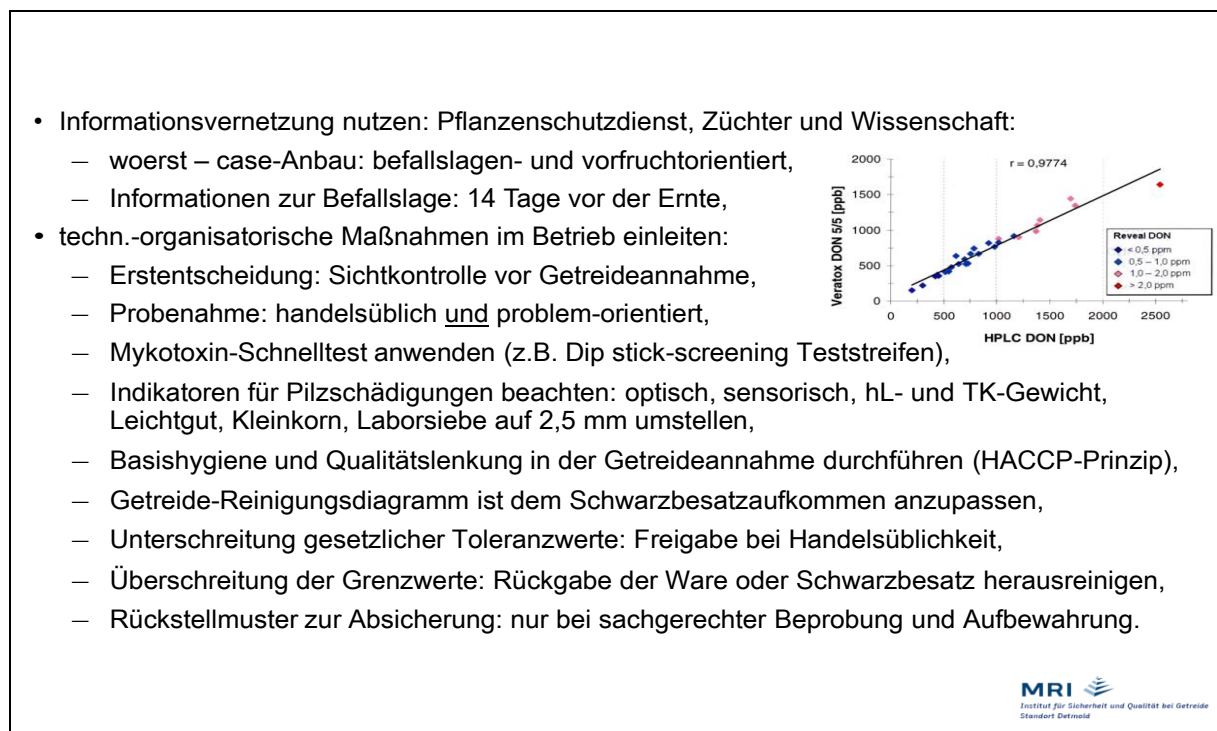 • Informationsvernetzung nutzen: Pflanzenschutzdienst, Züchter und Wissenschaft:
– woerst – case-Anbau: befallslagen- und vorfruchtorientiert,
– Informationen zur Befallslage: 14 Tage vor der Ernte,
• techn.-organisatorische Maßnahmen im Betrieb einleiten:
– Erstentscheidung: Sichtkontrolle vor Getreideannahme,
– Probenahme: handelsüblich und problem-orientiert,
– Mykotoxin-Schnelltest anwenden (z.B. Dip stick-screening Teststreifen),
– Indikatoren für Pilzschädigungen beachten: optisch, sensorisch, hL- und TK-Gewicht,
Leichtgut, Kleinkorn, Laborsiebe auf 2,5 mm umstellen,
– Basishygiene und Qualitätslenkung in der Getreideannahme durchführen (HACCP-Prinzip),
– Getreide-Reinigungsdiagramm ist dem Schwarzbesatzaufkommen anzupassen,
– Unterschreitung gesetzlicher Toleranzwerte: Freigabe bei Handelsüblichkeit,
– Überschreitung der Grenzwerte: Rückgabe der Ware oder Schwarzbesatz herausreinigen,
– Rückstellmuster zur Absicherung: nur bei sachgerechter Beprobung und Aufbewahrung.
Veratox DON 5/5 [ppb]
2000
1500
1000
500
0
r = 0,9774
Reveal DON
< 0,5 ppm
0,5 – 1,0 ppm
1,0 – 2,0 ppm
> 2,0 ppm
0 500 1000 1500 2000 2500
HPLC DON [ppb]
MRI
Institut für Sicherheit und Qualität bei Getreide
Standort Detmold